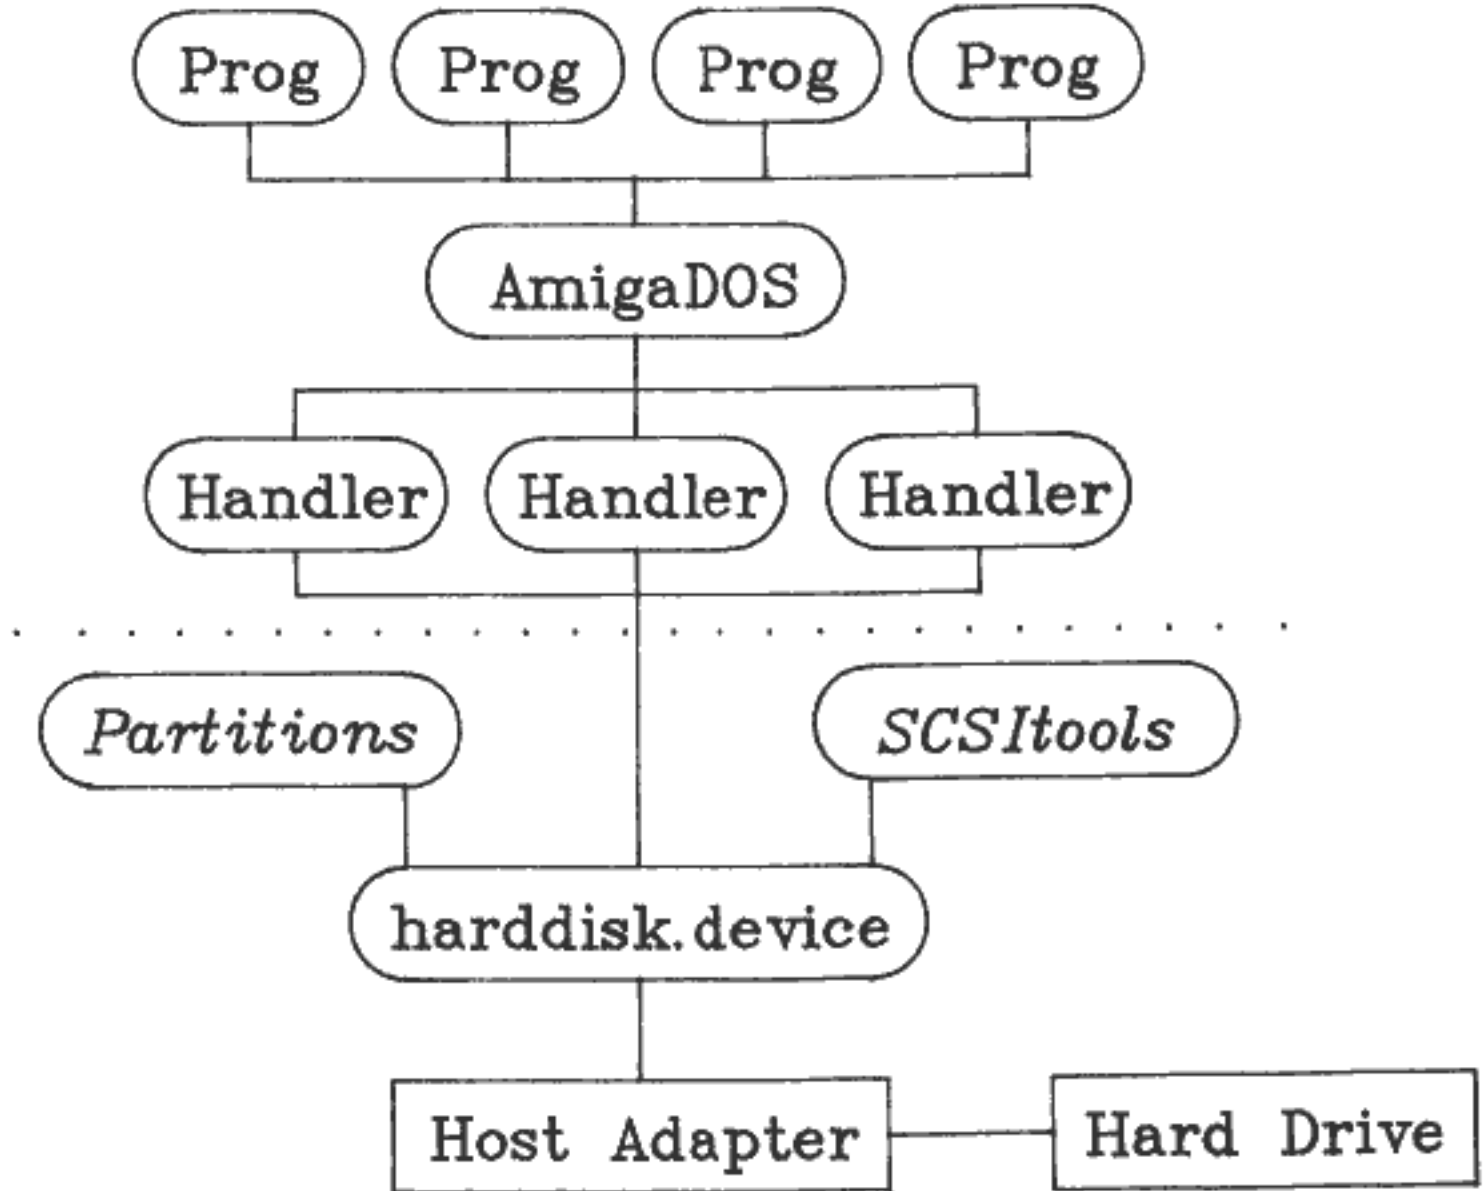 Prog Prog Prog Prog
AmigaDOS
Handler Handler Handler
Partitions SCSItools
harddisk.device
Host Adapter Hard Drive